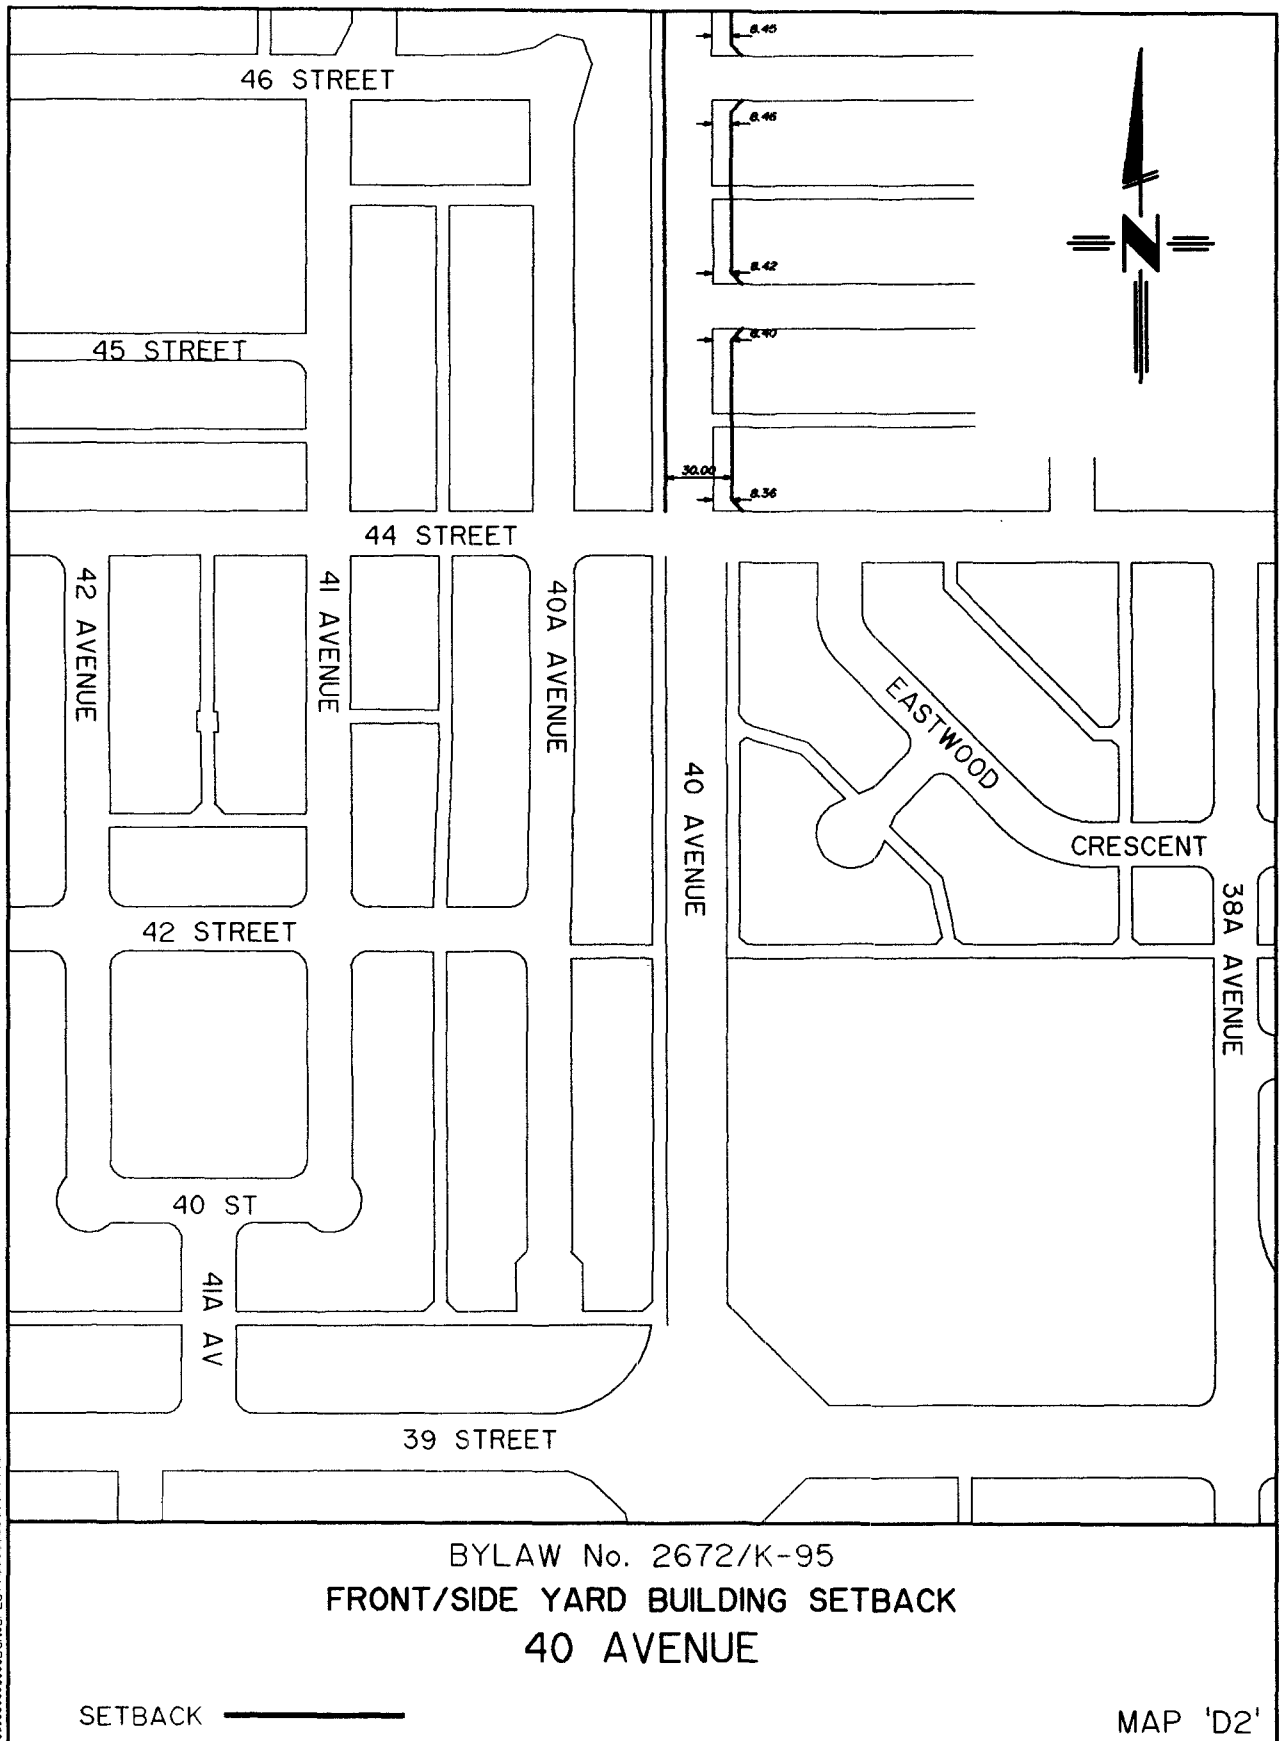 8.45
46 STREET
8.46
N
8.42
8.40
45 STREET
30.00
8.36
44 STREET
42 AVENUE
41 AVENUE
40A AVENUE
EASTWOOD
40 AVENUE
CRESCENT
38A AVENUE
42 STREET
40 ST
41A AV
39 STREET
BYLAW No. 2672/K-95
FRONT/SIDE YARD BUILDING SETBACK
40 AVENUE
SETBACK
MAP 'D2'